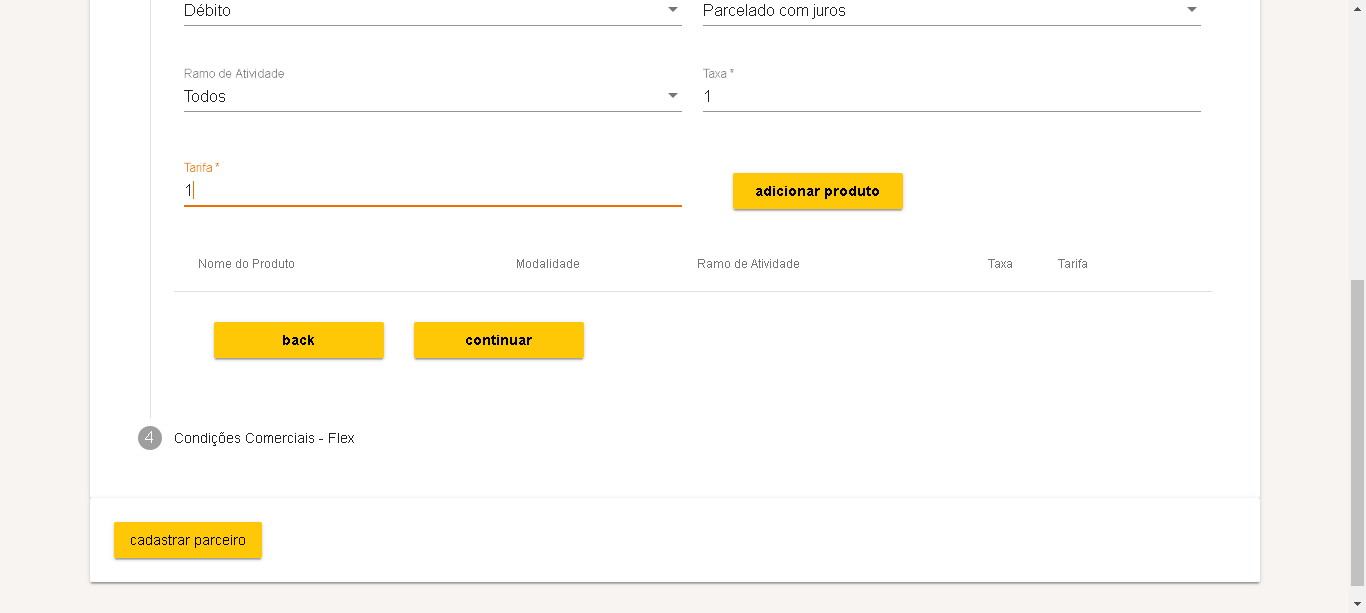 Débito Parcelado com juros
Ramo de Atividade Taxa *
Todos 1
Tarifa *
1
adicionar produto
Nome do Produto Modalidade Ramo de Atividade Taxa Tarifa
back continuar
4 Condições Comerciais - Flex
cadastrar parceiro